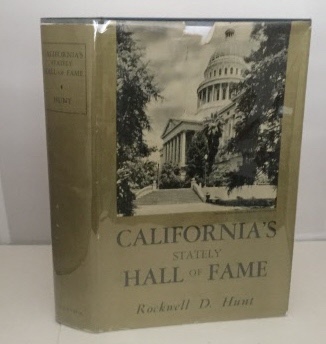 CALIFORNIA'S
STATELY
HALL OF FAME
HUNT
CALIFORNIA'S
STATELY
HALL OF FAME
Rockwell D. Hunt